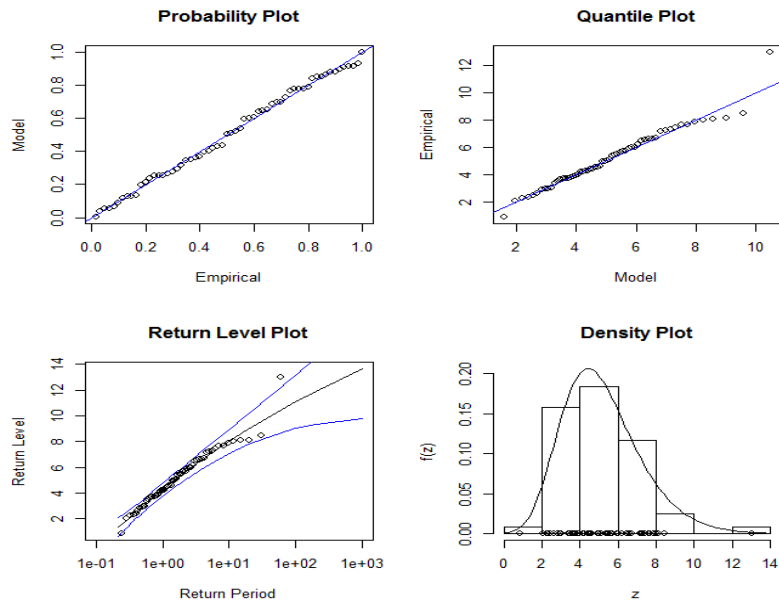 Probability Plot
Model
0.0 0.2 0.4 0.6 0.8 1.0
0.0 0.2 0.4 0.6 0.8 1.0
Empirical
Quantile Plot
Empirical
2 4 6 8 10 12
2 4 6 8 10
Model
Return Level Plot
Return Level
2 4 6 8 10 12 14
1e-01 1e+00 1e+01 1e+02 1e+03
Return Period
Density Plot
f(z)
0.00 0.05 0.10 0.15 0.20
0 2 4 6 8 10 12 14
z